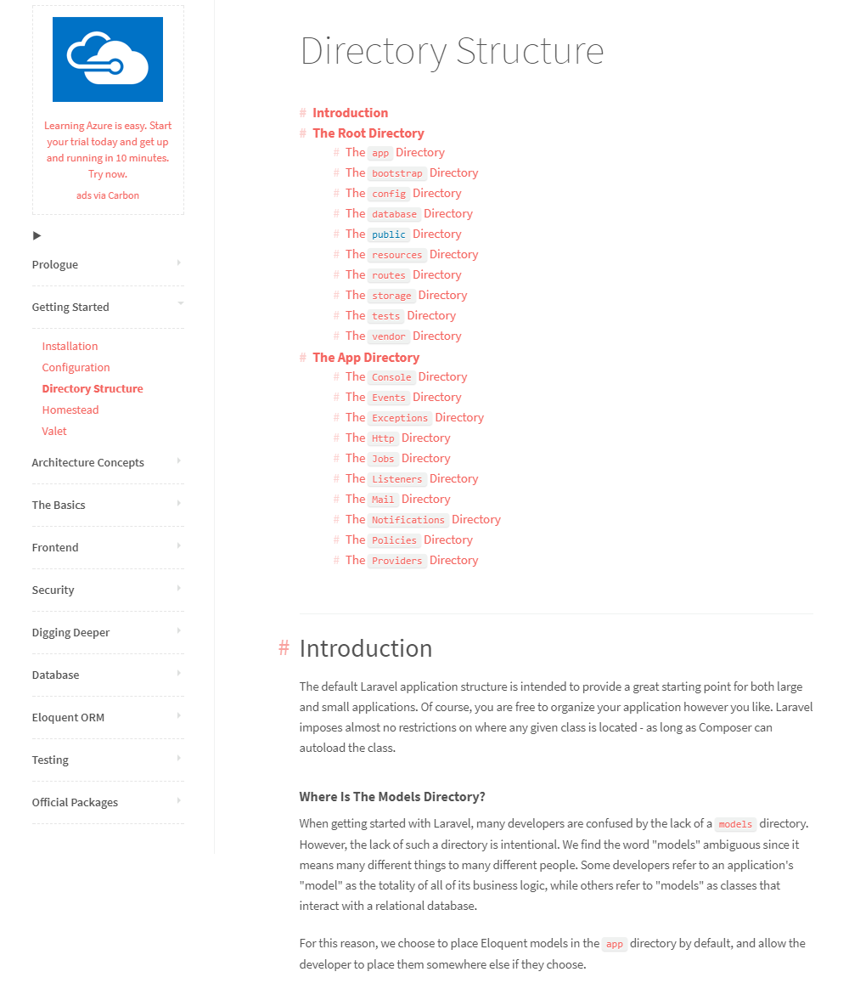 Learning Azure is easy. Start
your trial today and get up
and running in 10 minutes.
Try now.
ads via Carbon
Prologue
Getting Started
Installation
Configuration
Directory Structure
Homestead
Valet
Architecture Concepts
The Basics
Frontend
Security
Digging Deeper
Database
Eloquent ORM
Testing
Official Packages
Directory Structure
# Introduction
# The Root Directory
# The app Directory
# The bootstrap Directory
# The config Directory
# The database Directory
# The public Directory
# The resources Directory
# The routes Directory
# The storage Directory
# The tests Directory
# The vendor Directory
# The App Directory
# The Console Directory
# The Events Directory
# The Exceptions Directory
# The Http Directory
# The Jobs Directory
# The Listeners Directory
# The Mail Directory
# The Notifications Directory
# The Policies Directory
# The Providers Directory
# Introduction
The default Laravel application structure is intended to provide a great starting point for both large
and small applications. Of course, you are free to organize your application however you like. Laravel
imposes almost no restrictions on where any given class is located - as long as Composer can
autoload the class.
Where Is The Models Directory?
When getting started with Laravel, many developers are confused by the lack of a models directory.
However, the lack of such a directory is intentional. We find the word "models" ambiguous since it
means many different things to many different people. Some developers refer to an application's
"model" as the totality of all of its business logic, while others refer to "models" as classes that
interact with a relational database.
For this reason, we choose to place Eloquent models in the app directory by default, and allow the
developer to place them somewhere else if they choose.